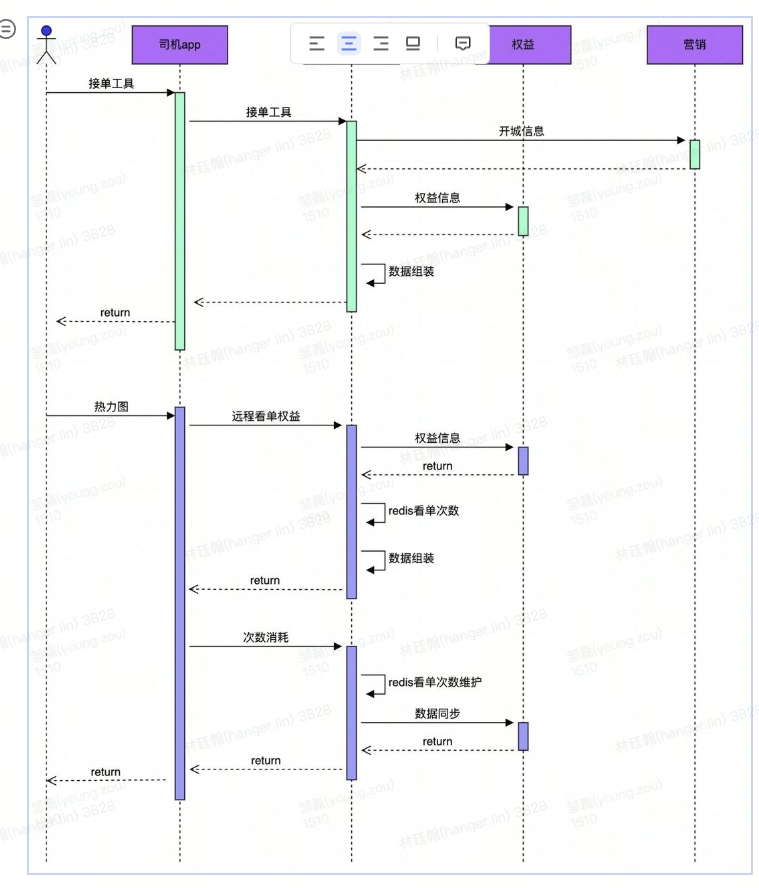 司机app
权益
营销
接单工具
接单工具
开城信息
权益信息
数据组装
return
热力图
远程看单权益
权益信息
return
redis看单次数
数据组装
return
次数消耗
redis看单次数维护
数据同步
return
return
return
林廷翰(hanger.lin) 3828
邹磊(young.zou)
1510